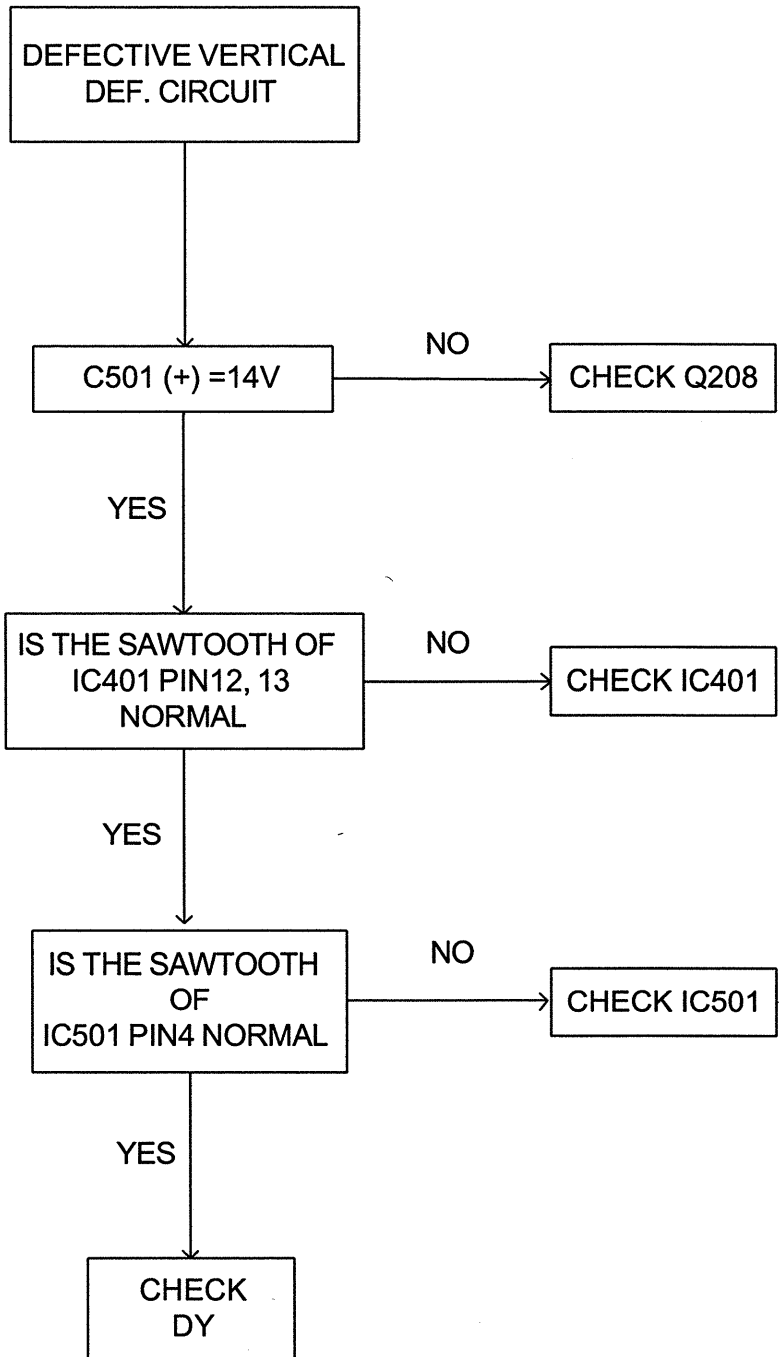 DEFECTIVE VERTICAL
DEF. CIRCUIT
C501 (+) =14V
NO
CHECK Q208
YES
IS THE SAWTOOTH OF
IC401 PIN12, 13
NORMAL
NO
CHECK IC401
YES
IS THE SAWTOOTH
OF
IC501 PIN4 NORMAL
NO
CHECK IC501
YES
CHECK
DY